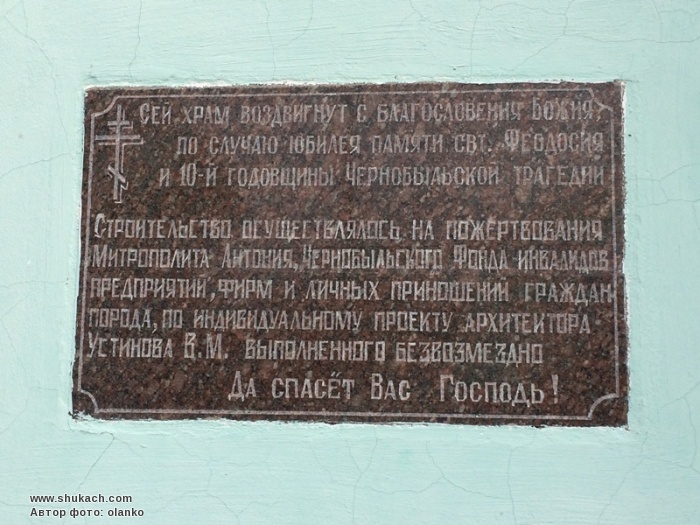 Сей храм воздвигнут с благословения Божия,
по случаю юбилея памяти свт. Феодосия
и 10-й годовщины Чернобыльской трагедии
Строительство осуществлялось на пожертвования
Митрополита Антония, Чернобыльского Фонда инвалидов
предприятий, фирм и личных приношений граждан
города, по индивидуальному проекту архитектора
Устинова В.М. выполненного безвозмездно
Да спасёт Вас Господь!
www.shukach.com
Автор фото: olanko